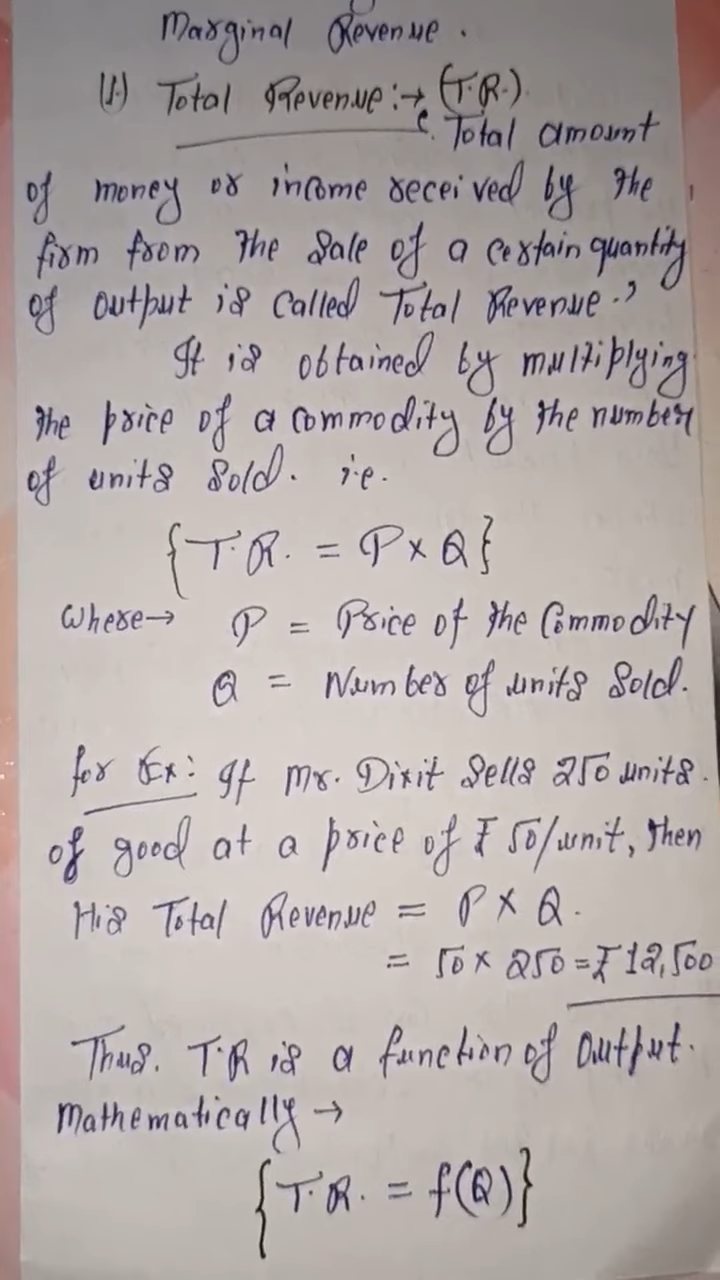 Marginal Revenue.
(1.) Total Revenue:→ (T.R.)
"Total amount
of money or income received by the
firm from the sale of a certain quantity
of output is called Total Revenue."
It is obtained by multiplying
the price of a commodity by the number
of units sold. i.e.
{T.R. = P×Q}
Where→ P = Price of the Commodity
Q = Number of units Sold.
for Ex: If Mr. Dixit Sells 250 units.
of good at a price of ₹ 50/unit, then
His Total Revenue = P × Q.
= 50 × 250 = ₹ 12,500
Thus. T.R is a function of output.
Mathematically →
{T.R. = f(Q)}